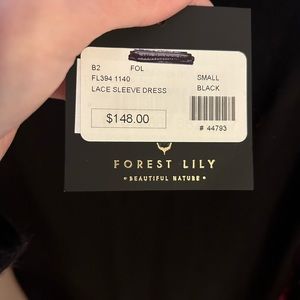 B2 FOL
FL394 1140 SMALL
LACE SLEEVE DRESS BLACK
$148.00
# 44793
FOREST LILY
• BEAUTIFUL NATURE •